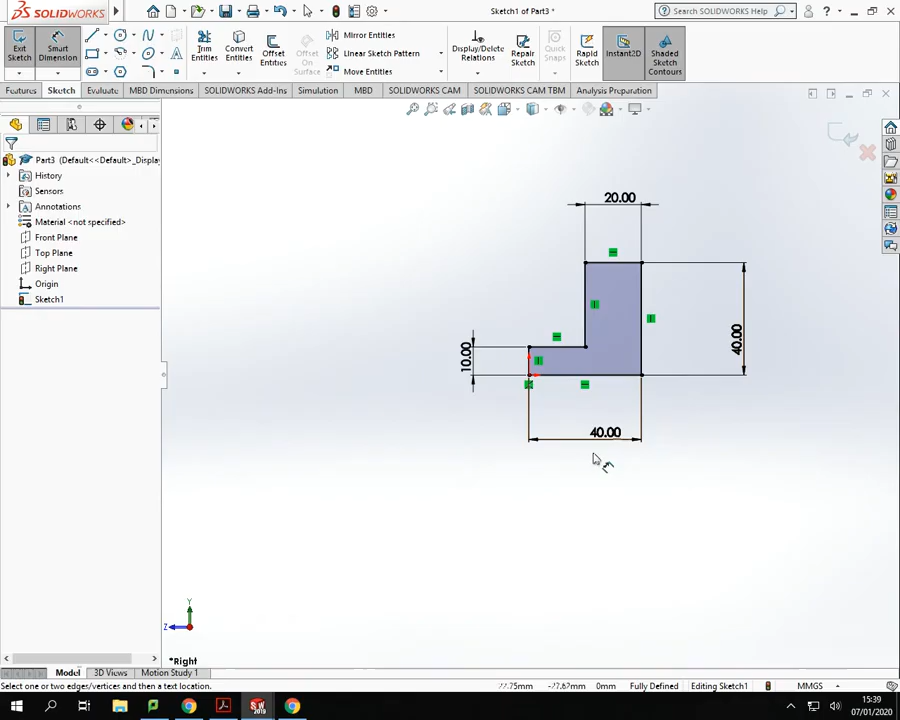 SOLIDWORKS
Sketch1 of Part3 *
Search SOLIDWORKS Help
Exit Sketch
Smart Dimension
Trim Entities
Convert Entities
Offset Entities
Offset On Surface
Mirror Entities
Linear Sketch Pattern
Move Entities
Display/Delete Relations
Repair Sketch
Quick Snaps
Rapid Sketch
Instant2D
Shaded Sketch Contours
Features
Sketch
Evaluate
MBD Dimensions
SOLIDWORKS Add-Ins
Simulation
MBD
SOLIDWORKS CAM
SOLIDWORKS CAM TBM
Analysis Preparation
Part3 (Default<<Default>_Display
History
Sensors
Annotations
Material <not specified>
Front Plane
Top Plane
Right Plane
Origin
Sketch1
20.00
10.00
40.00
40.00
Y
Z
*Right
Model
3D Views
Motion Study 1
Select one or two edges/vertices and then a text location.
-27.67mm
0mm
Fully Defined
Editing Sketch1
MMGS
15:39
07/01/2020